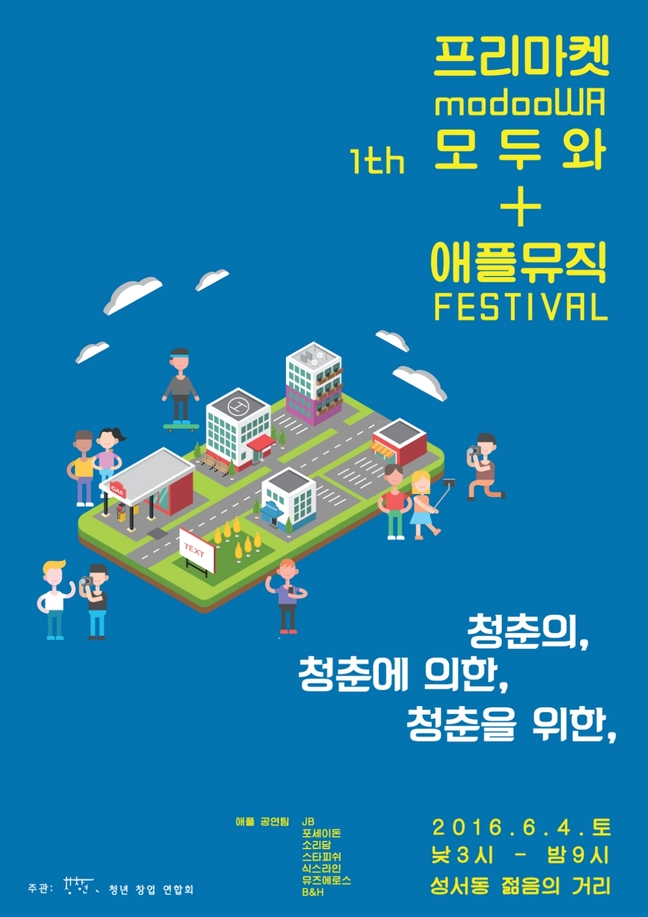 프리마켓
modooWA
1th 모두와
+
애플뮤직
FESTIVAL
GAS
TEXT
청춘의,
청춘에 의한,
청춘을 위한,
애플 공연팀 JB
포세이돈
소리담
스타피쉬
식스라인
뮤즈에로스
B&H
2016.6.4.토
낮3시 - 밤9시
성서동 젊음의 거리
주관: 청년 창업 연합회